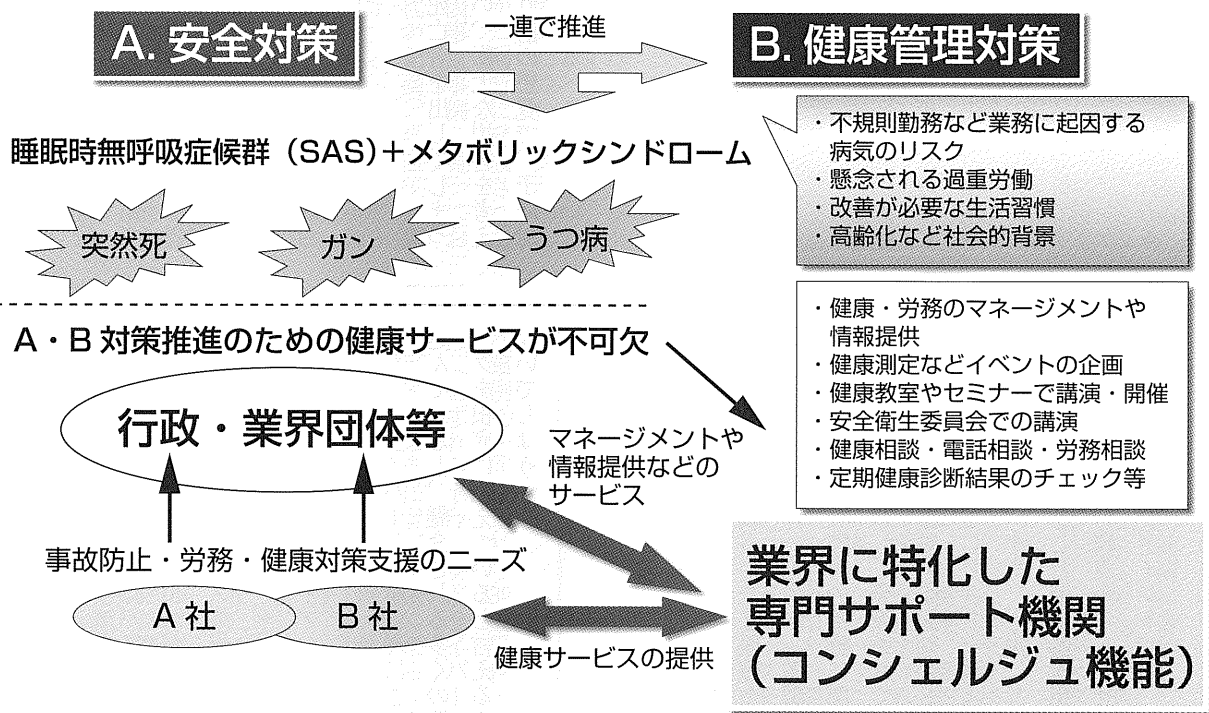 A. 安全対策
一連で推進
B. 健康管理対策
・不規則勤務など業務に起因する
病気のリスク
・懸念される過重労働
・改善が必要な生活習慣
・高齢化など社会的背景
睡眠時無呼吸症候群（SAS）＋メタボリックシンドローム
突然死
ガン
うつ病
A・B 対策推進のための健康サービスが不可欠
・健康・労務のマネージメントや
情報提供
・健康測定などイベントの企画
・健康教室やセミナーで講演・開催
・安全衛生委員会での講演
・健康相談・電話相談・労務相談
・定期健康診断結果のチェック等
行政・業界団体等
マネージメントや
情報提供などの
サービス
事故防止・労務・健康対策支援のニーズ
A 社
B 社
健康サービスの提供
業界に特化した
専門サポート機関
（コンシェルジュ機能）